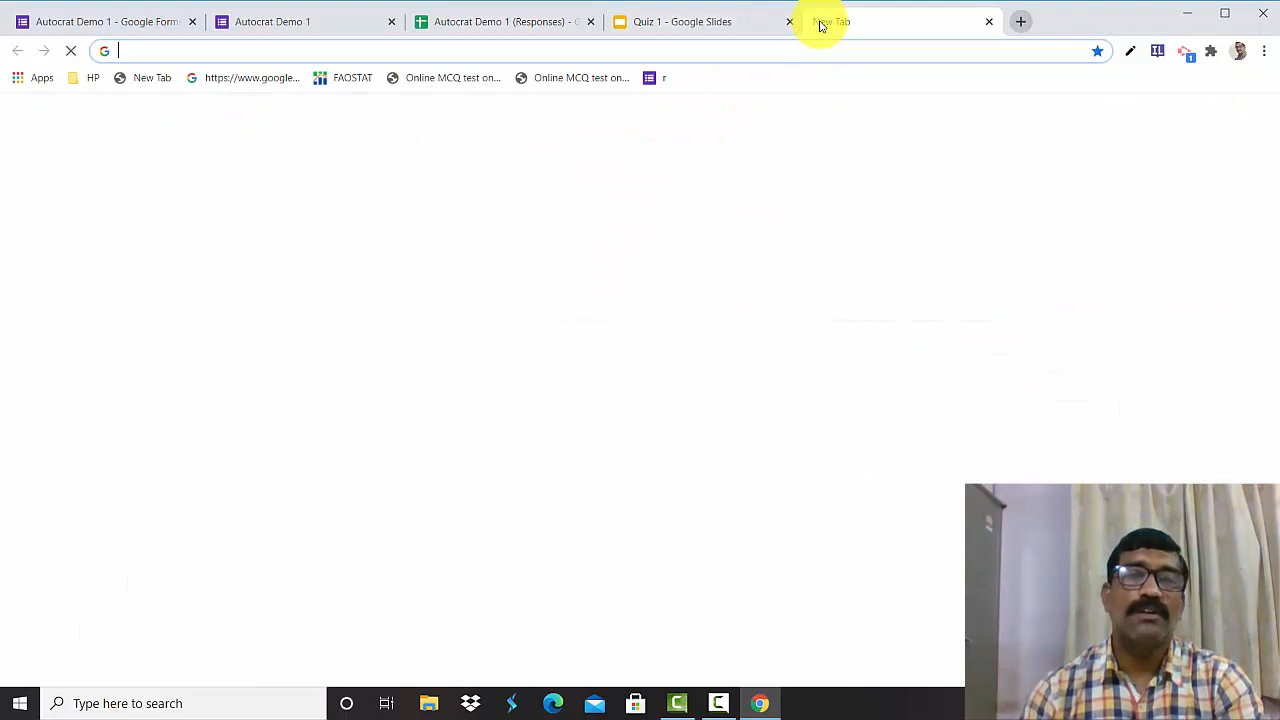 Autocrat Demo 1 - Google Form
Autocrat Demo 1
Autocrat Demo 1 (Responses) - G
Quiz 1 - Google Slides
New Tab
Apps
HP
New Tab
https://www.google...
FAOSTAT
Online MCQ test on...
Online MCQ test on...
r
IL
1
Type here to search